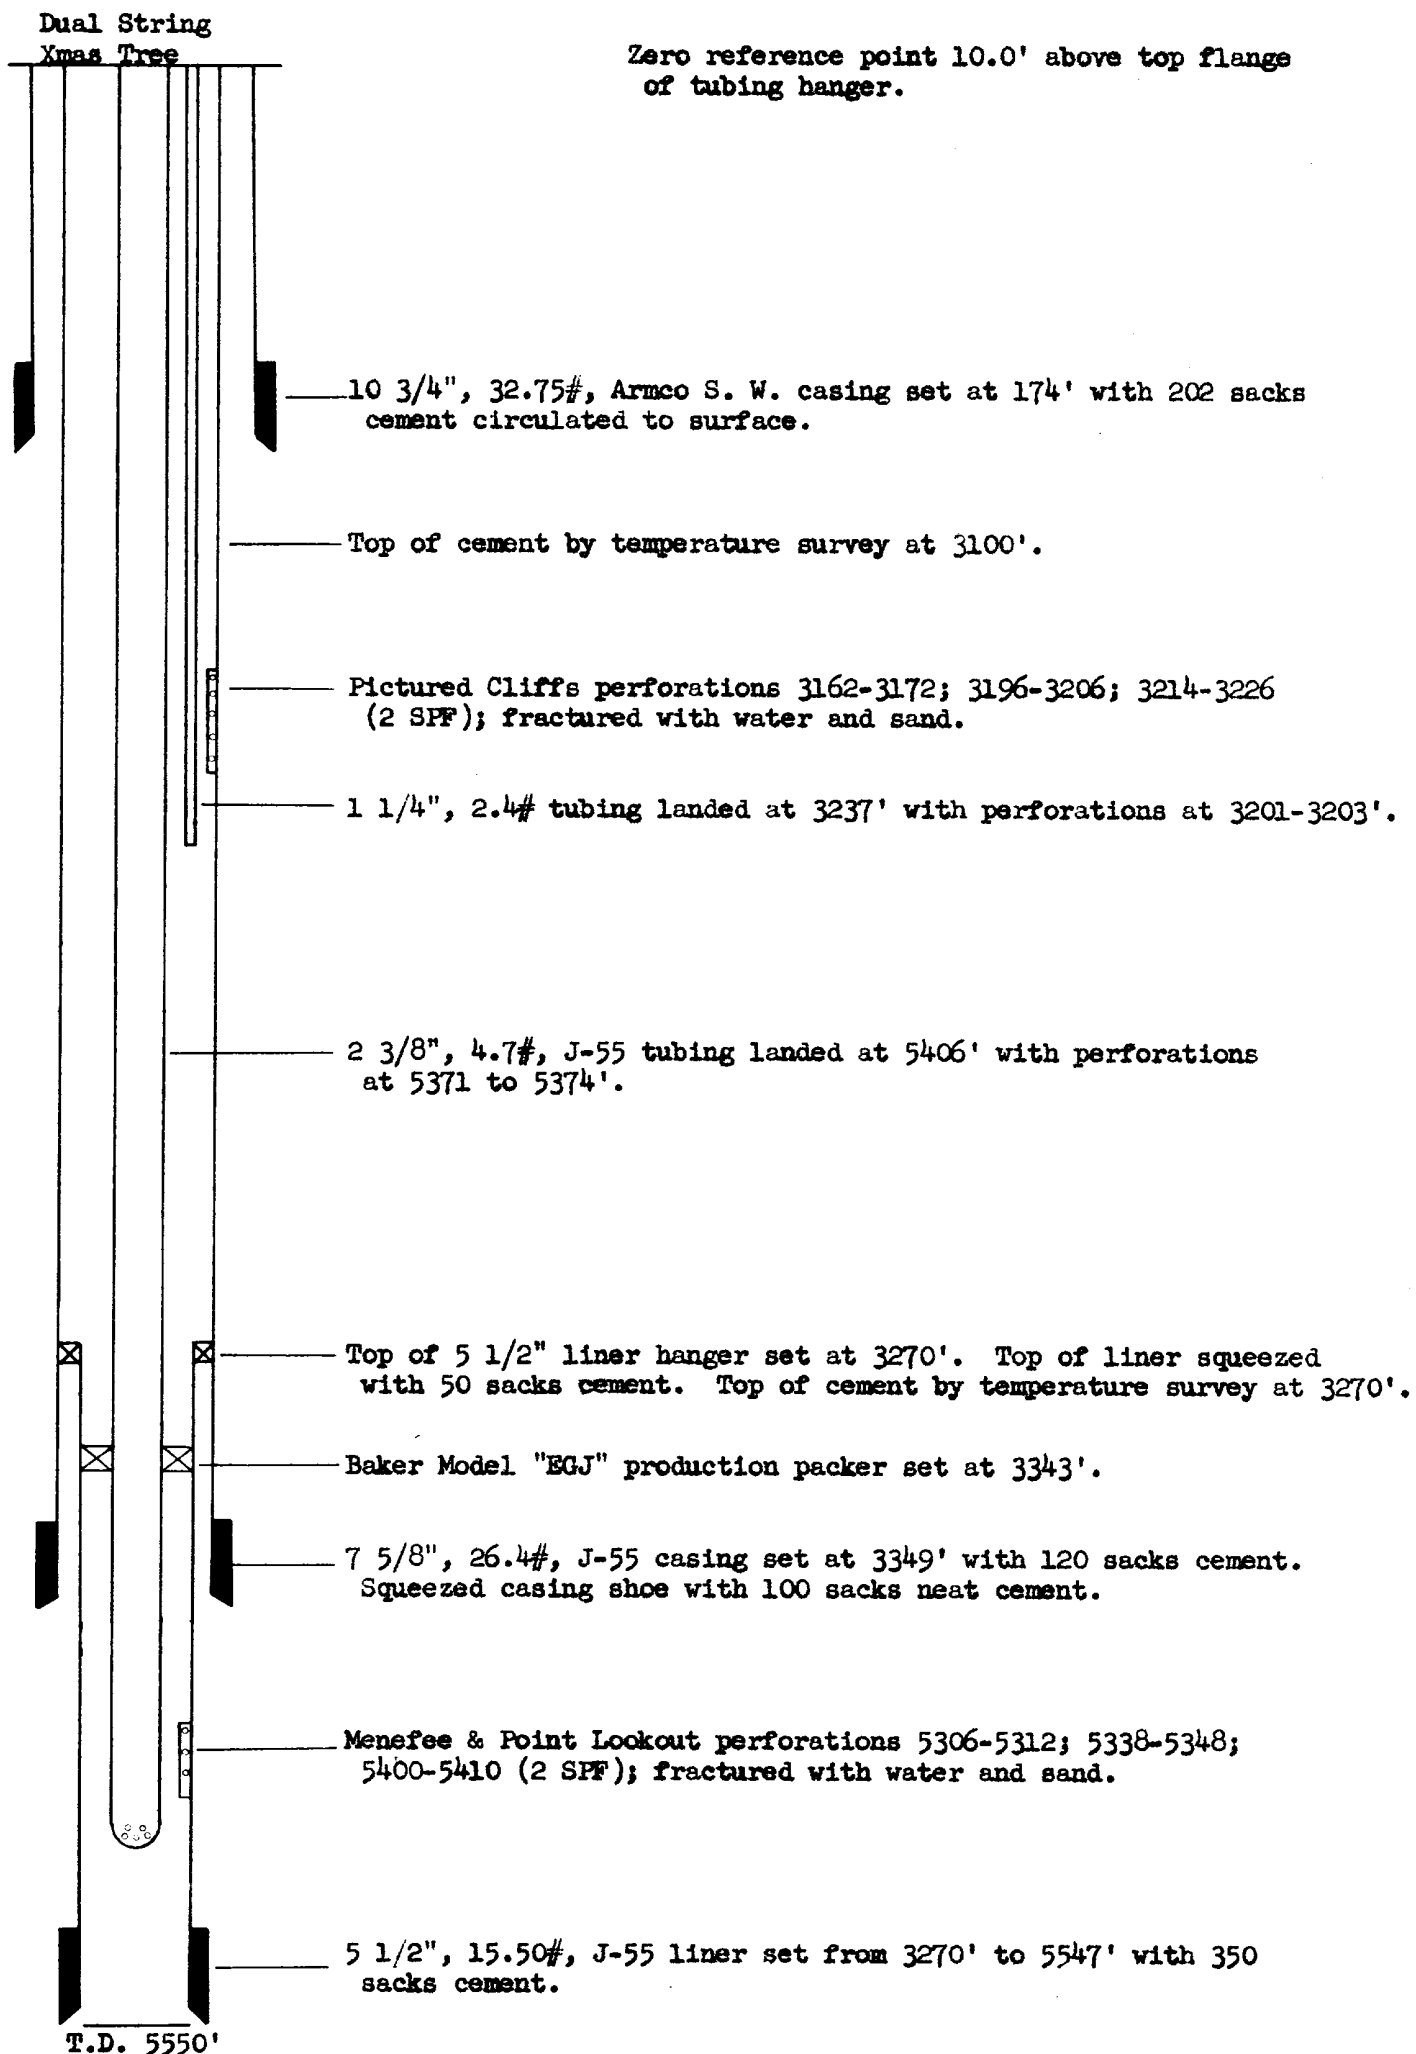 Dual String
Xmas Tree
Zero reference point 10.0' above top flange
of tubing hanger.
10 3/4", 32.75#, Armco S. W. casing set at 174' with 202 sacks
cement circulated to surface.
Top of cement by temperature survey at 3100'.
Pictured Cliffs perforations 3162-3172; 3196-3206; 3214-3226
(2 SPF); fractured with water and sand.
1 1/4", 2.4# tubing landed at 3237' with perforations at 3201-3203'.
2 3/8", 4.7#, J-55 tubing landed at 5406' with perforations
at 5371 to 5374'.
Top of 5 1/2" liner hanger set at 3270'. Top of liner squeezed
with 50 sacks cement. Top of cement by temperature survey at 3270'.
Baker Model "EGJ" production packer set at 3343'.
7 5/8", 26.4#, J-55 casing set at 3349' with 120 sacks cement.
Squeezed casing shoe with 100 sacks neat cement.
Menefee & Point Lookout perforations 5306-5312; 5338-5348;
5400-5410 (2 SPF); fractured with water and sand.
5 1/2", 15.50#, J-55 liner set from 3270' to 5547' with 350
sacks cement.
T.D. 5550'